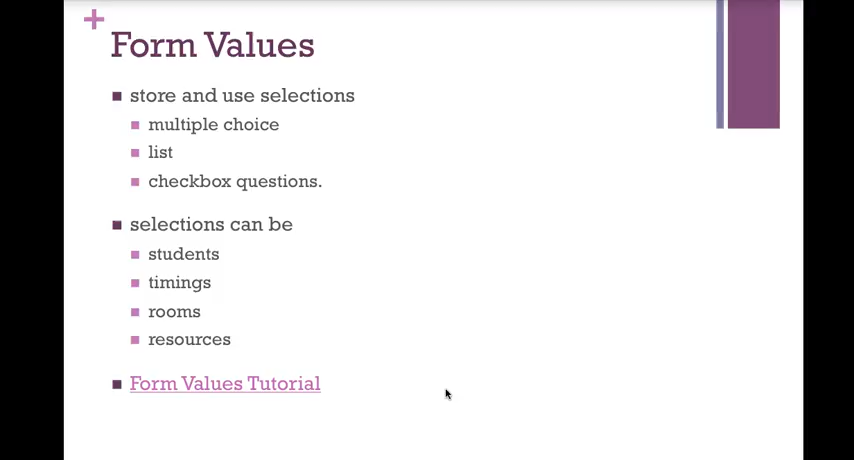 +
Form Values
store and use selections
multiple choice
list
checkbox questions.
selections can be
students
timings
rooms
resources
Form Values Tutorial